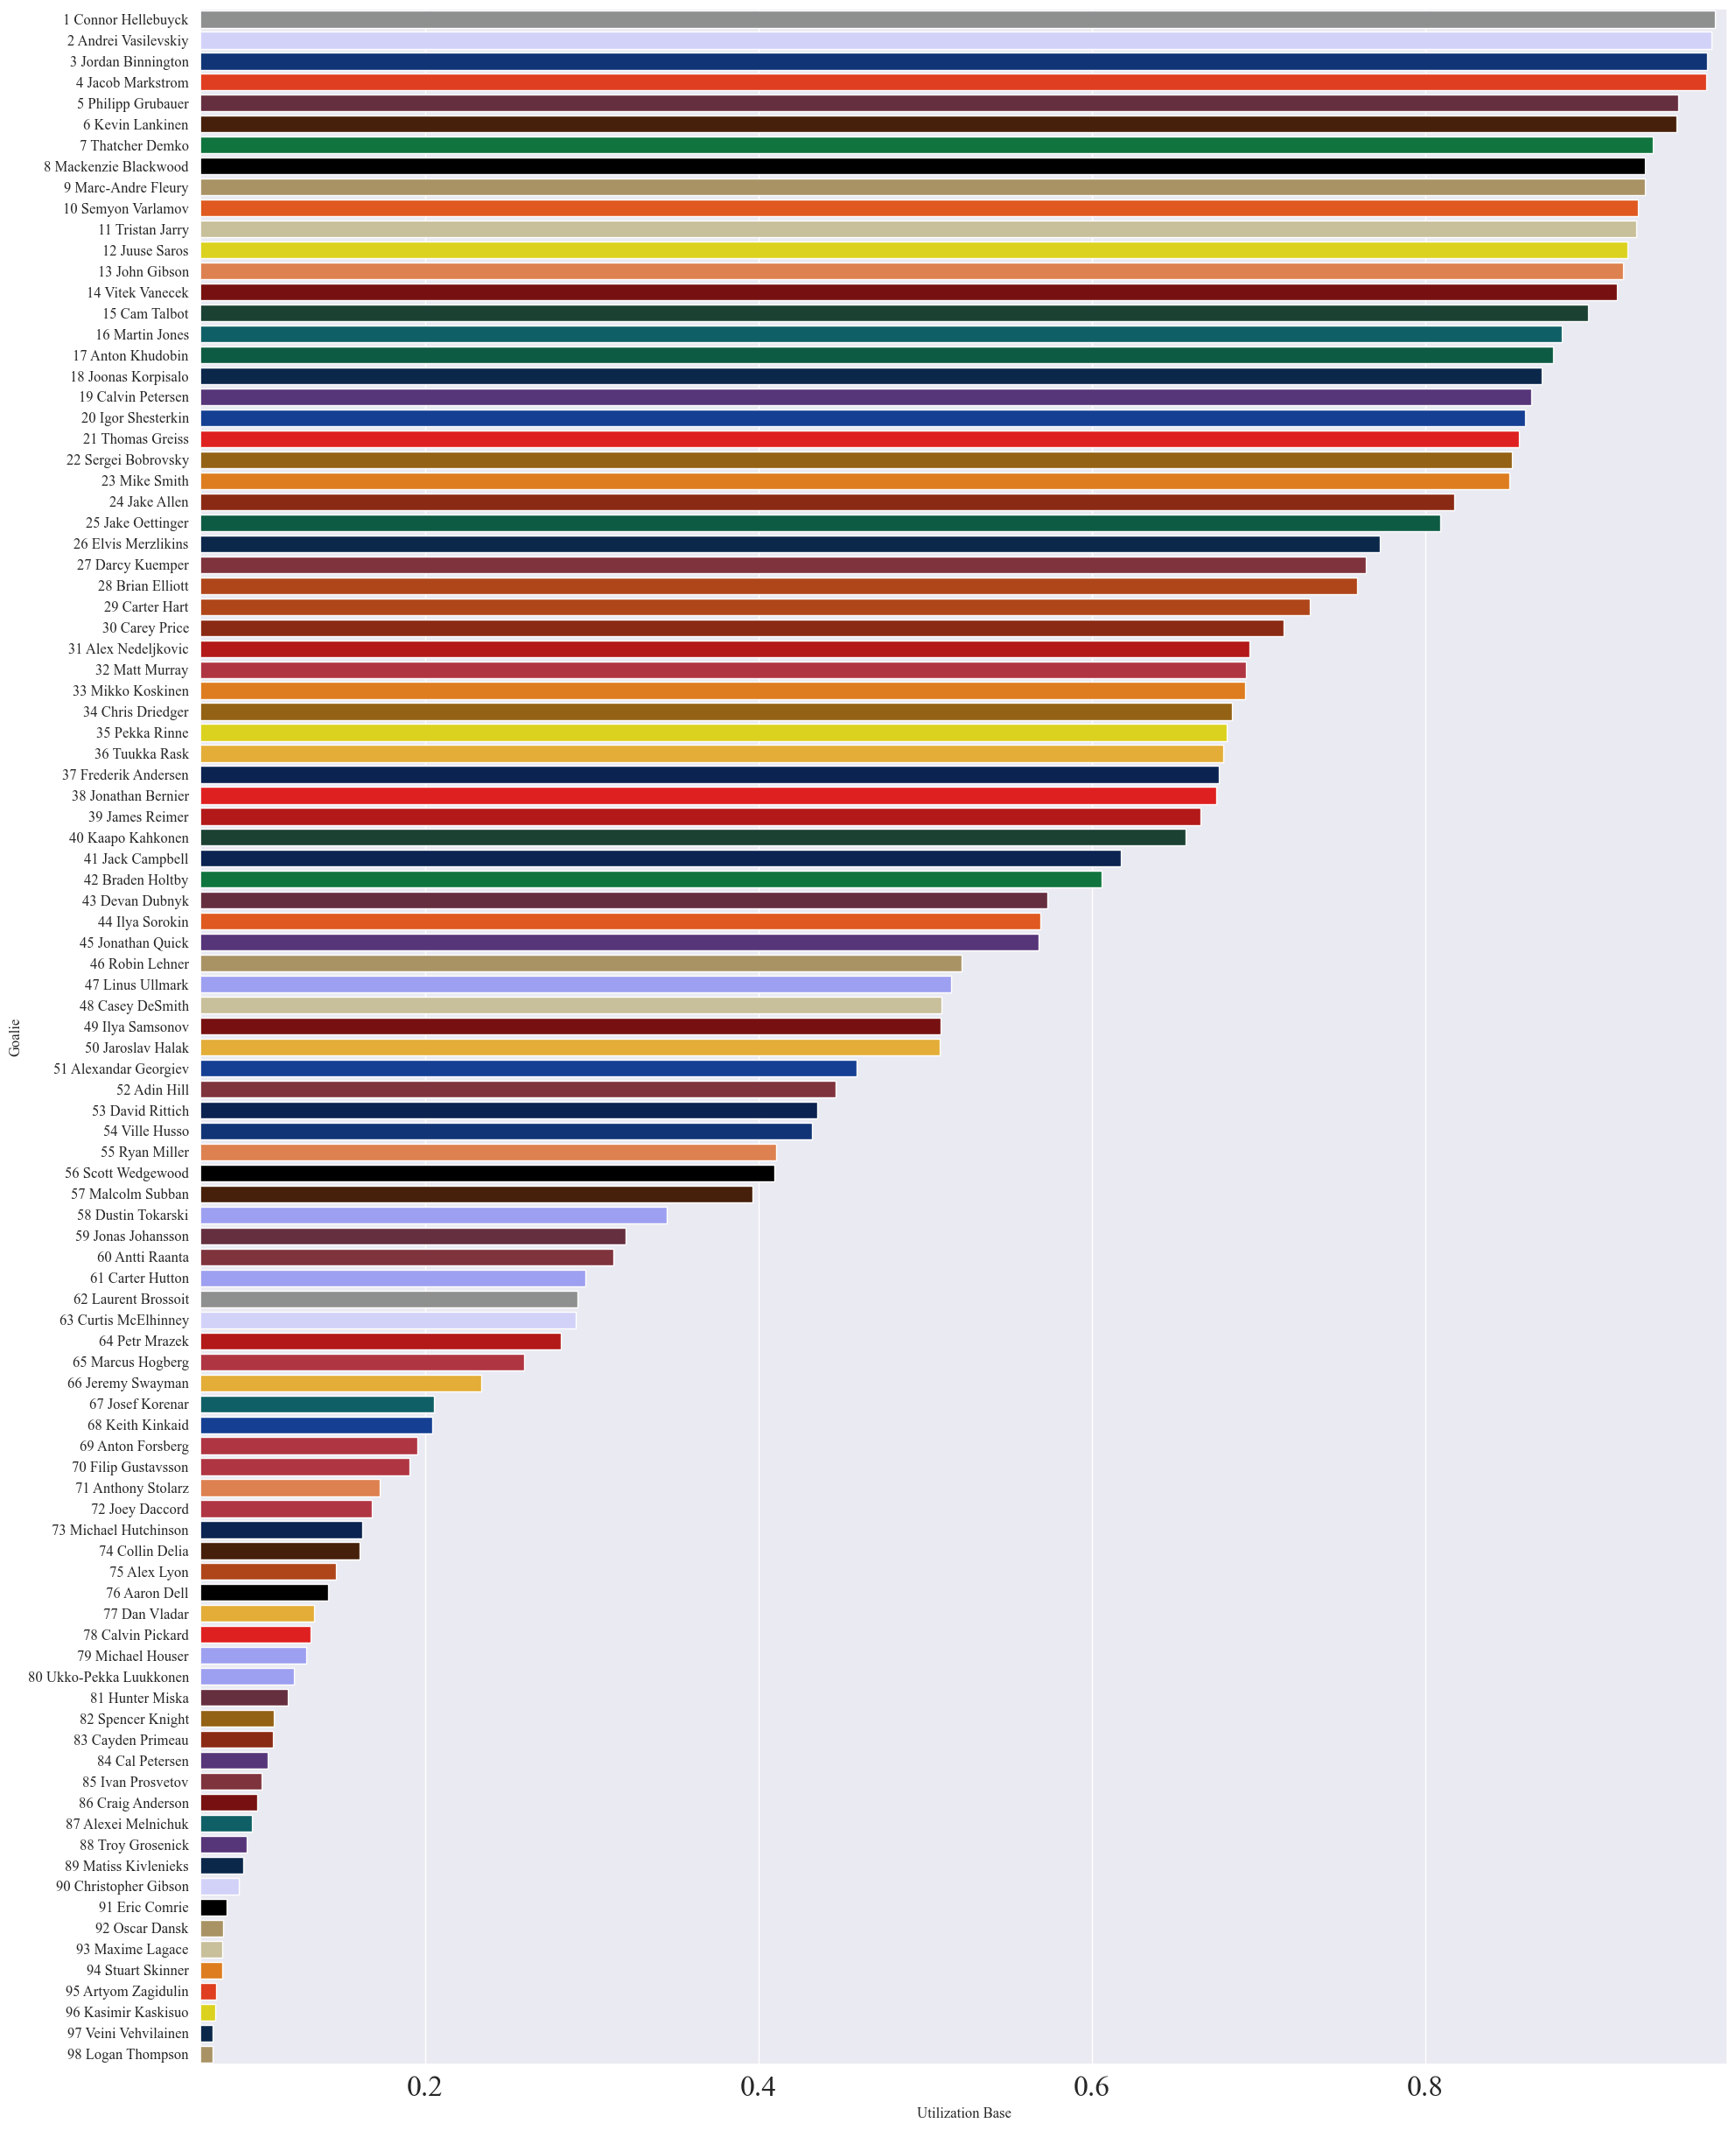 1 Connor Hellebuyck
2 Andrei Vasilevskiy
3 Jordan Binnington
4 Jacob Markstrom
5 Philipp Grubauer
6 Kevin Lankinen
7 Thatcher Demko
8 Mackenzie Blackwood
9 Marc-Andre Fleury
10 Semyon Varlamov
11 Tristan Jarry
12 Juuse Saros
13 John Gibson
14 Vitek Vanecek
15 Cam Talbot
16 Martin Jones
17 Anton Khudobin
18 Joonas Korpisalo
19 Calvin Petersen
20 Igor Shesterkin
21 Thomas Greiss
22 Sergei Bobrovsky
23 Mike Smith
24 Jake Allen
25 Jake Oettinger
26 Elvis Merzlikins
27 Darcy Kuemper
28 Brian Elliott
29 Carter Hart
30 Carey Price
31 Alex Nedeljkovic
32 Matt Murray
33 Mikko Koskinen
34 Chris Driedger
35 Pekka Rinne
36 Tuukka Rask
37 Frederik Andersen
38 Jonathan Bernier
39 James Reimer
40 Kaapo Kahkonen
41 Jack Campbell
42 Braden Holtby
43 Devan Dubnyk
44 Ilya Sorokin
45 Jonathan Quick
46 Robin Lehner
47 Linus Ullmark
48 Casey DeSmith
49 Ilya Samsonov
50 Jaroslav Halak
51 Alexandar Georgiev
52 Adin Hill
53 David Rittich
54 Ville Husso
55 Ryan Miller
56 Scott Wedgewood
57 Malcolm Subban
58 Dustin Tokarski
59 Jonas Johansson
60 Antti Raanta
61 Carter Hutton
62 Laurent Brossoit
63 Curtis McElhinney
64 Petr Mrazek
65 Marcus Hogberg
66 Jeremy Swayman
67 Josef Korenar
68 Keith Kinkaid
69 Anton Forsberg
70 Filip Gustavsson
71 Anthony Stolarz
72 Joey Daccord
73 Michael Hutchinson
74 Collin Delia
75 Alex Lyon
76 Aaron Dell
77 Dan Vladar
78 Calvin Pickard
79 Michael Houser
80 Ukko-Pekka Luukkonen
81 Hunter Miska
82 Spencer Knight
83 Cayden Primeau
84 Cal Petersen
85 Ivan Prosvetov
86 Craig Anderson
87 Alexei Melnichuk
88 Troy Grosenick
89 Matiss Kivlenieks
90 Christopher Gibson
91 Eric Comrie
92 Oscar Dansk
93 Maxime Lagace
94 Stuart Skinner
95 Artyom Zagidulin
96 Kasimir Kaskisuo
97 Veini Vehvilainen
98 Logan Thompson
Goalie
0.2 0.4 0.6 0.8
Utilization Base